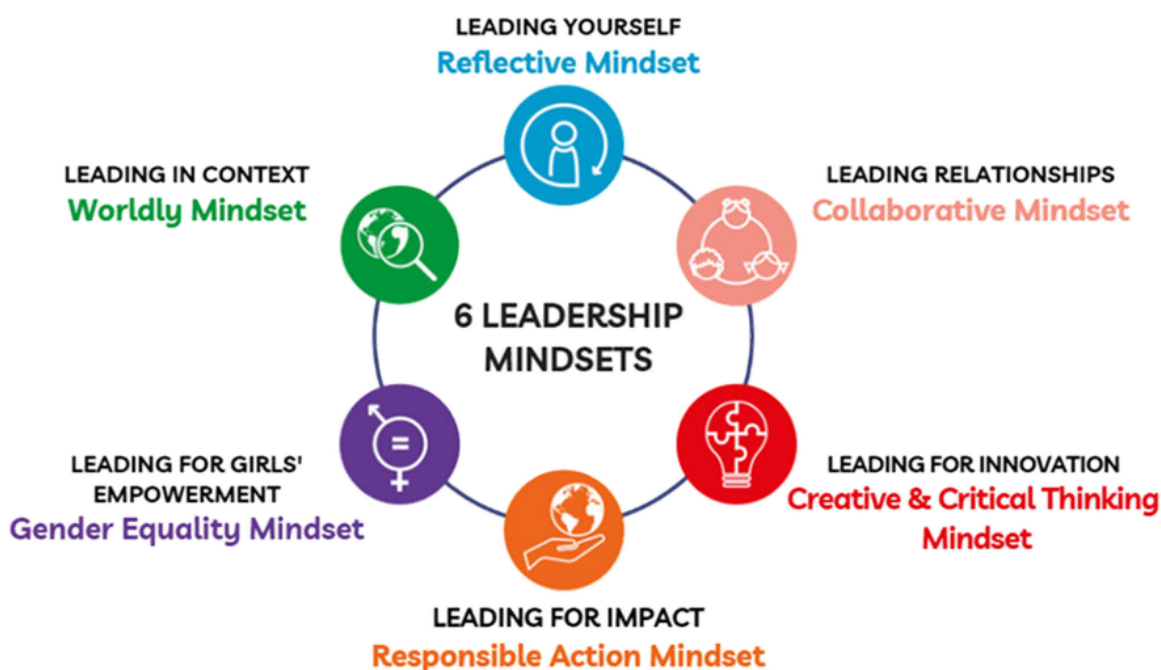 LEADING YOURSELF
Reflective Mindset
LEADING IN CONTEXT
Worldly Mindset
LEADING RELATIONSHIPS
Collaborative Mindset
6 LEADERSHIP
MINDSETS
LEADING FOR GIRLS'
EMPOWERMENT
Gender Equality Mindset
LEADING FOR INNOVATION
Creative & Critical Thinking
Mindset
LEADING FOR IMPACT
Responsible Action Mindset